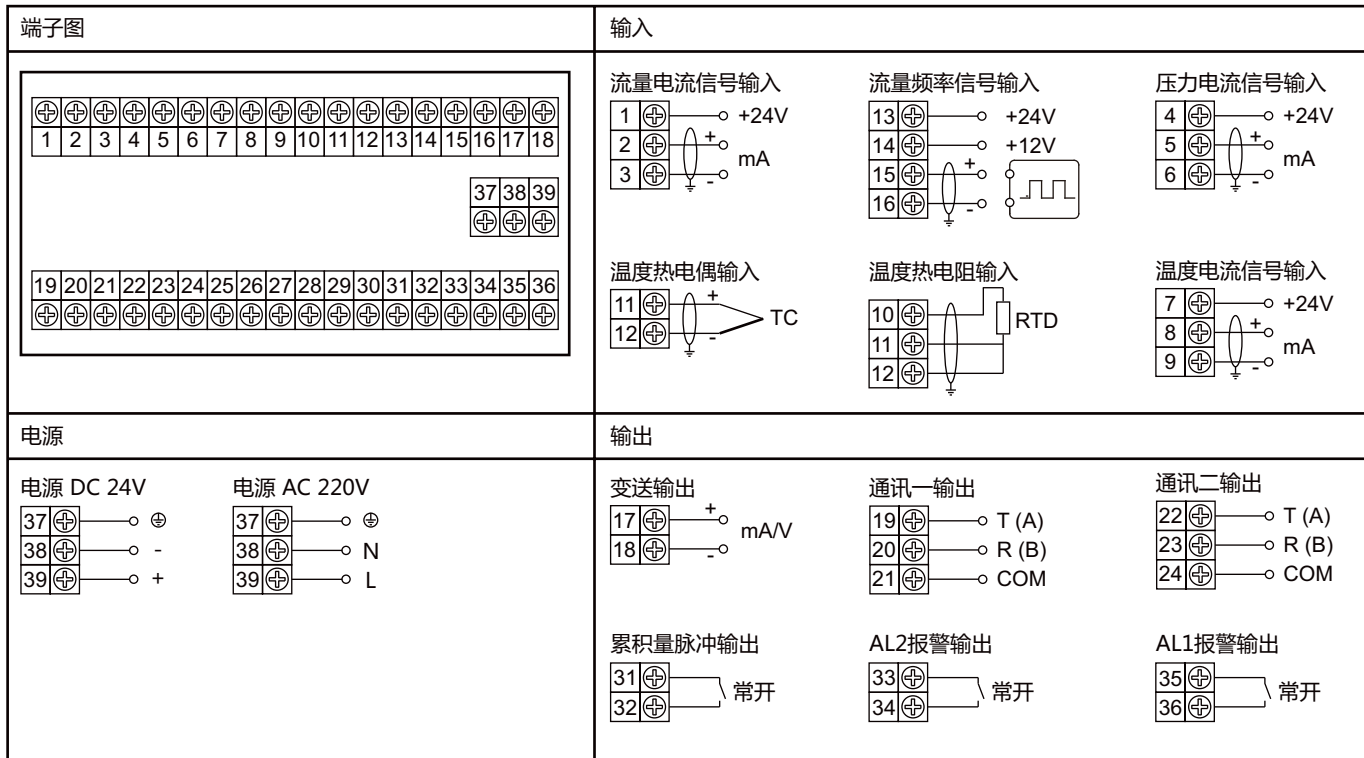 端子图
1 2 3 4 5 6 7 8 9 10 11 12 13 14 15 16 17 18
37 38 39
19 20 21 22 23 24 25 26 27 28 29 30 31 32 33 34 35 36
输入
流量电流信号输入
1 +24V
2 +
mA
3 -
流量频率信号输入
13 +24V
14 +12V
15 +
16 -
压力电流信号输入
4 +24V
5 +
mA
6 -
温度热电偶输入
11 +
TC
12 -
温度热电阻输入
10
RTD
11
12
温度电流信号输入
7 +24V
8 +
mA
9 -
电源
电源 DC 24V
37
38 -
39 +
电源 AC 220V
37
38 N
39 L
输出
变送输出
17 +
mA/V
18 -
通讯一输出
19 T (A)
20 R (B)
21 COM
通讯二输出
22 T (A)
23 R (B)
24 COM
累积量脉冲输出
31
常开
32
AL2报警输出
33
常开
34
AL1报警输出
35
常开
36